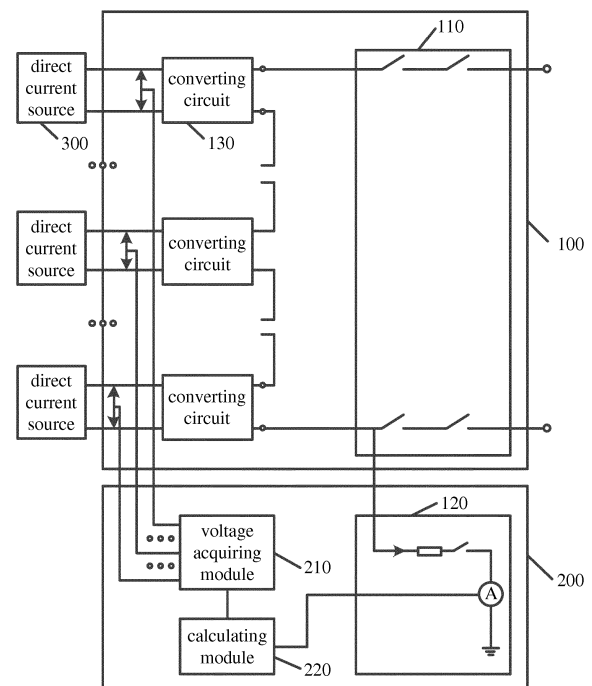 110
direct
current
source
converting
circuit
300
130
direct
current
source
converting
circuit
100
direct
current
source
converting
circuit
120
voltage
acquiring
module
210
A
200
calculating
module
220